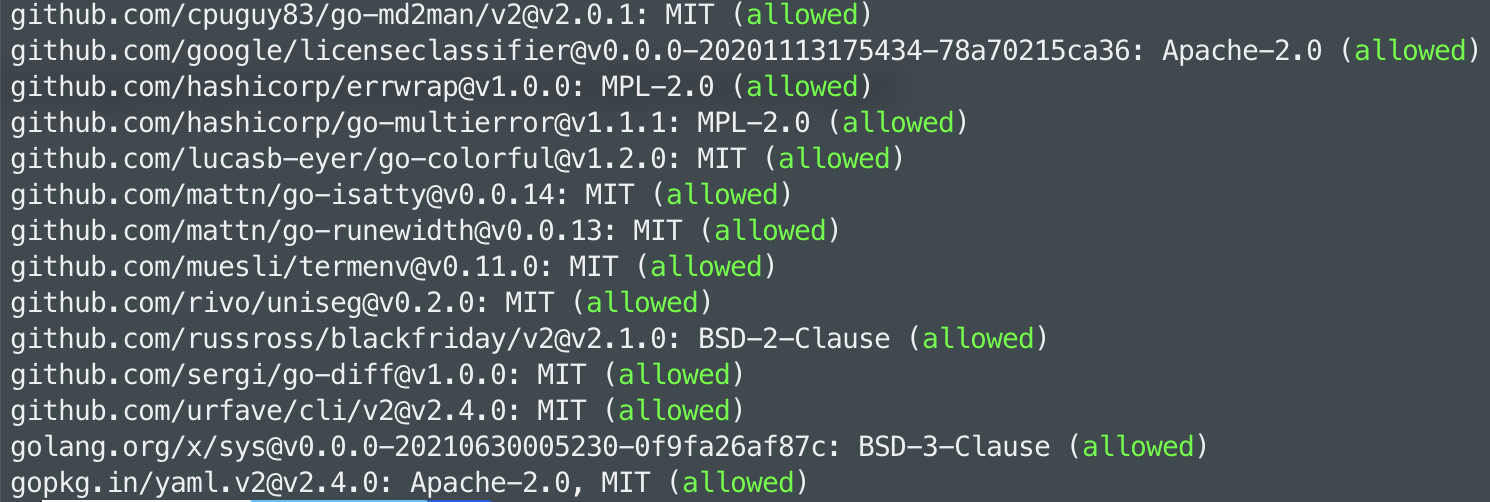 github.com/cpuguy83/go-md2man/v2@v2.0.1: MIT (allowed)
github.com/google/licenseclassifier@v0.0.0-20201113175434-78a70215ca36: Apache-2.0 (allowed)
github.com/hashicorp/errwrap@v1.0.0: MPL-2.0 (allowed)
github.com/hashicorp/go-multierror@v1.1.1: MPL-2.0 (allowed)
github.com/lucasb-eyer/go-colorful@v1.2.0: MIT (allowed)
github.com/mattn/go-isatty@v0.0.14: MIT (allowed)
github.com/mattn/go-runewidth@v0.0.13: MIT (allowed)
github.com/muesli/termenv@v0.11.0: MIT (allowed)
github.com/rivo/uniseg@v0.2.0: MIT (allowed)
github.com/russross/blackfriday/v2@v2.1.0: BSD-2-Clause (allowed)
github.com/sergi/go-diff@v1.0.0: MIT (allowed)
github.com/urfave/cli/v2@v2.4.0: MIT (allowed)
golang.org/x/sys@v0.0.0-20210630005230-0f9fa26af87c: BSD-3-Clause (allowed)
gopkg.in/yaml.v2@v2.4.0: Apache-2.0, MIT (allowed)